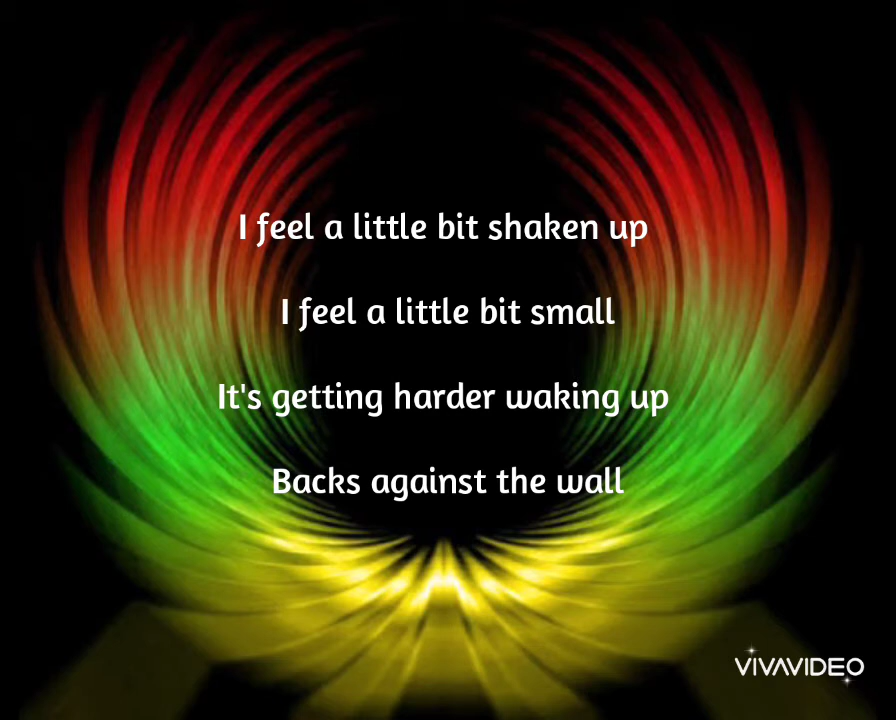 I feel a little bit shaken up
I feel a little bit small
It's getting harder waking up
Backs against the wall
VIVAVIDEO